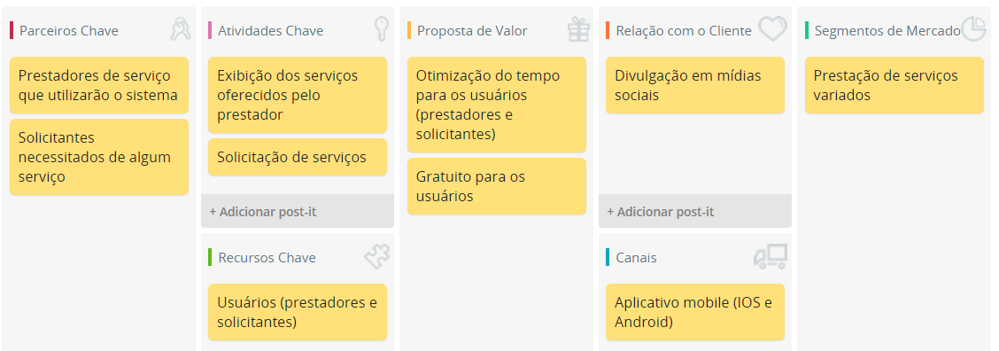 Parceiros Chave
Prestadores de serviço
que utilizarão o sistema
Solicitantes
necessitados de algum
serviço
Atividades Chave
Exibição dos serviços
oferecidos pelo
prestador
Solicitação de serviços
+ Adicionar post-it
Recursos Chave
Usuários (prestadores e
solicitantes)
Proposta de Valor
Otimização do tempo
para os usuários
(prestadores e
solicitantes)
Gratuito para os
usuários
Relação com o Cliente
Divulgação em mídias
sociais
+ Adicionar post-it
Canais
Aplicativo mobile (IOS e
Android)
Segmentos de Mercado
Prestação de serviços
variados